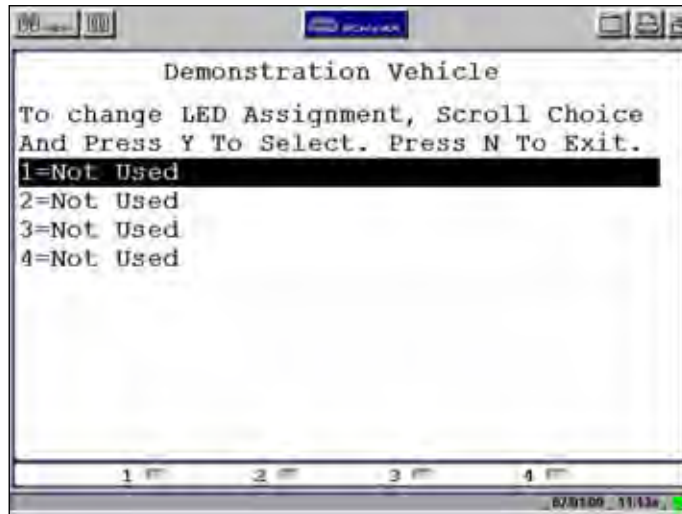 Demonstration Vehicle
To change LED Assignment, Scroll Choice
And Press Y To Select. Press N To Exit.
1=Not Used
2=Not Used
3=Not Used
4=Not Used
1 2 3 4